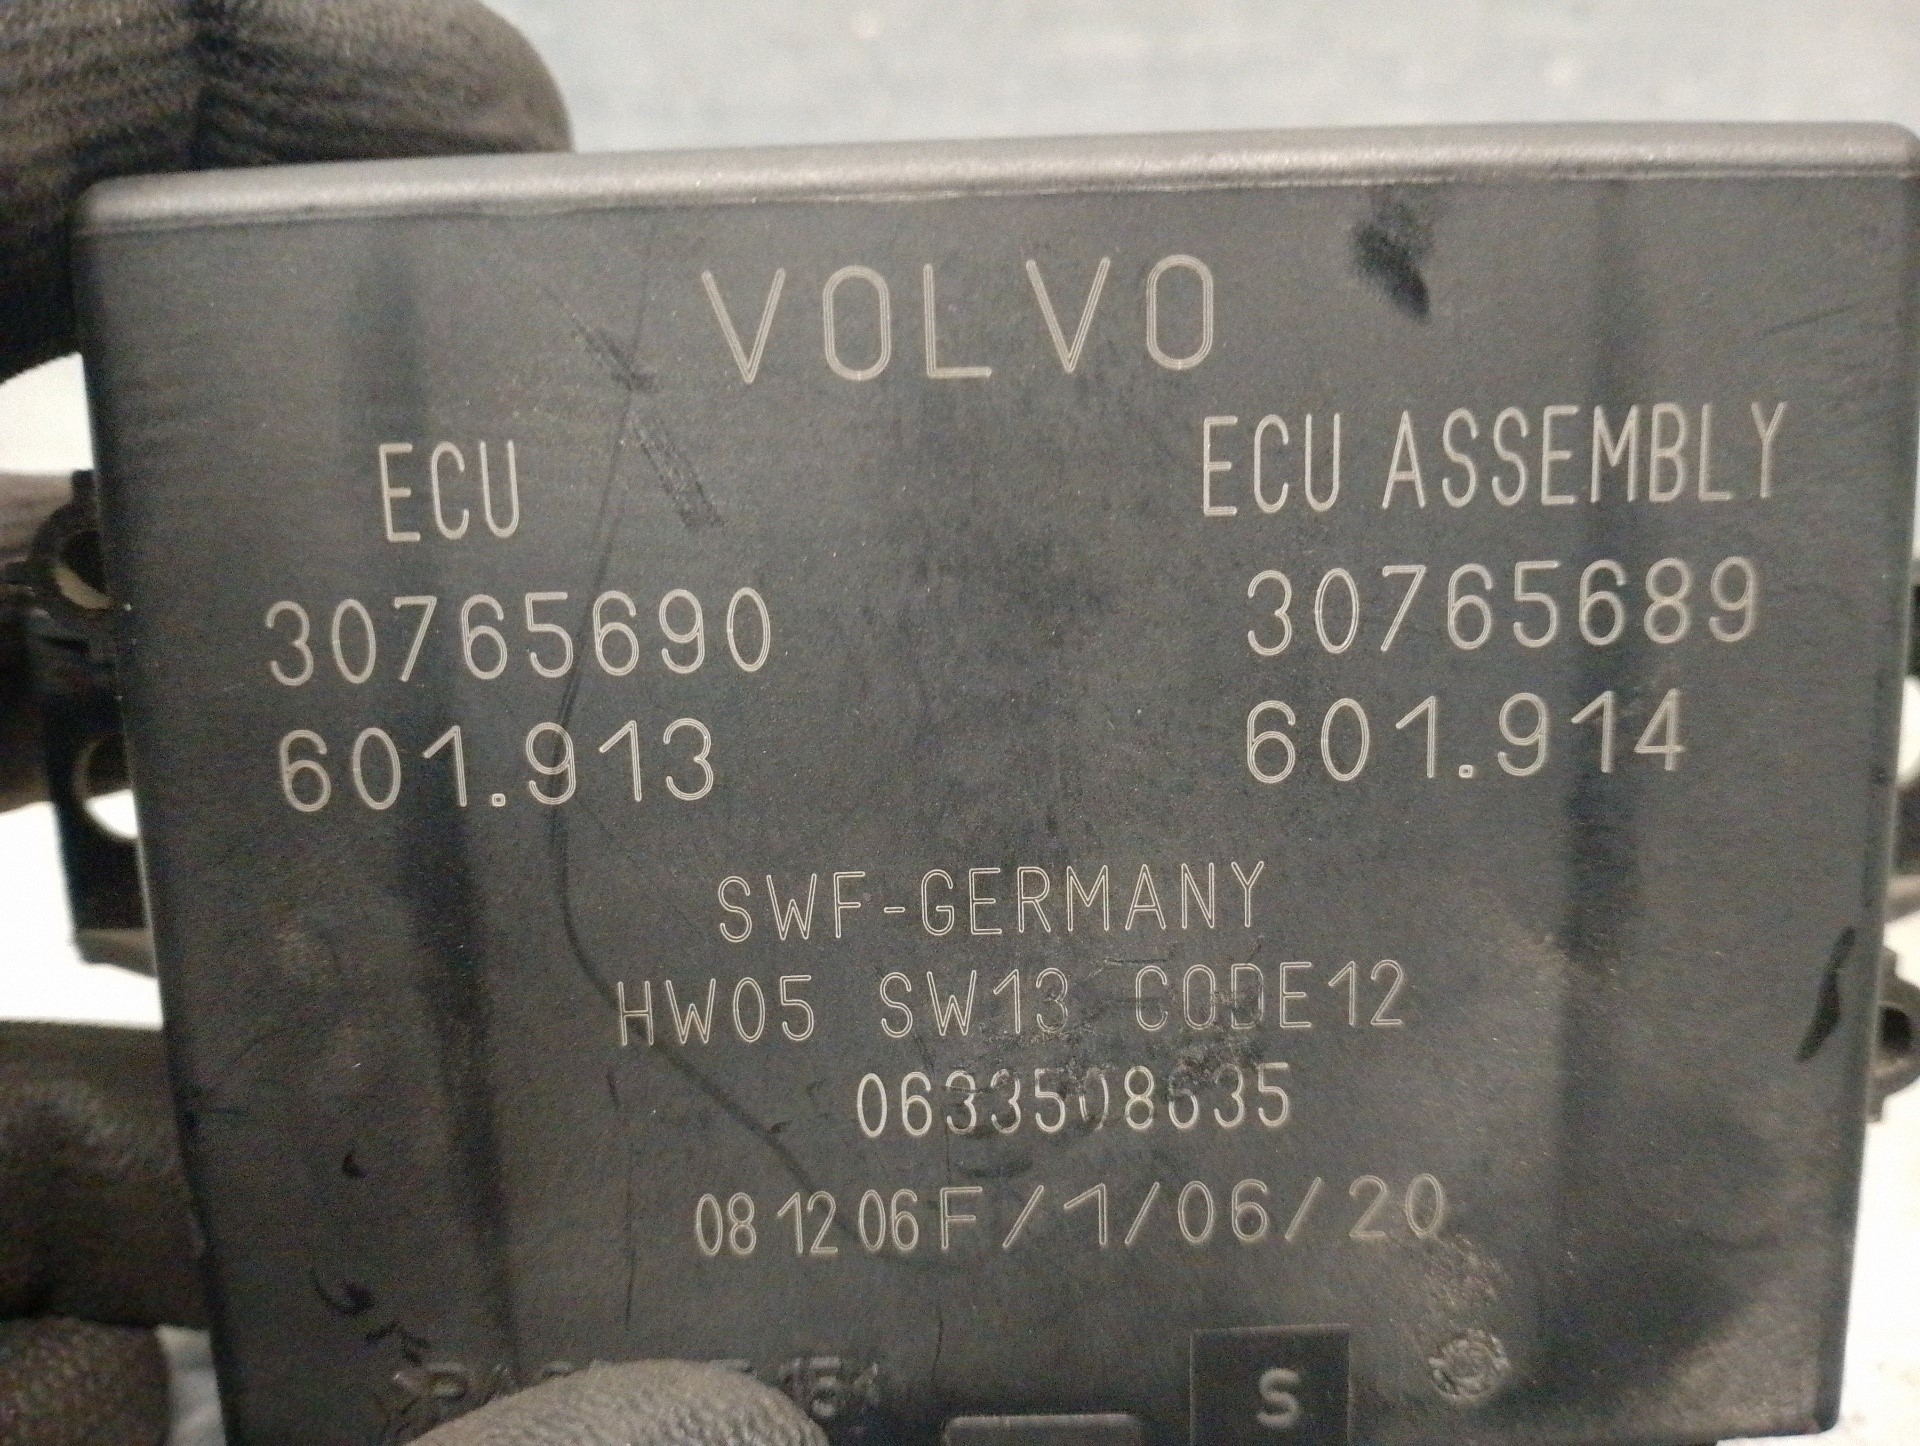 VOLVO
ECU
30765690
601.913
ECU ASSEMBLY
30765689
601.914
SWF-GERMANY
HW05 SW13 CODE12
0633508635
08 12 06 F/1/06/20
S